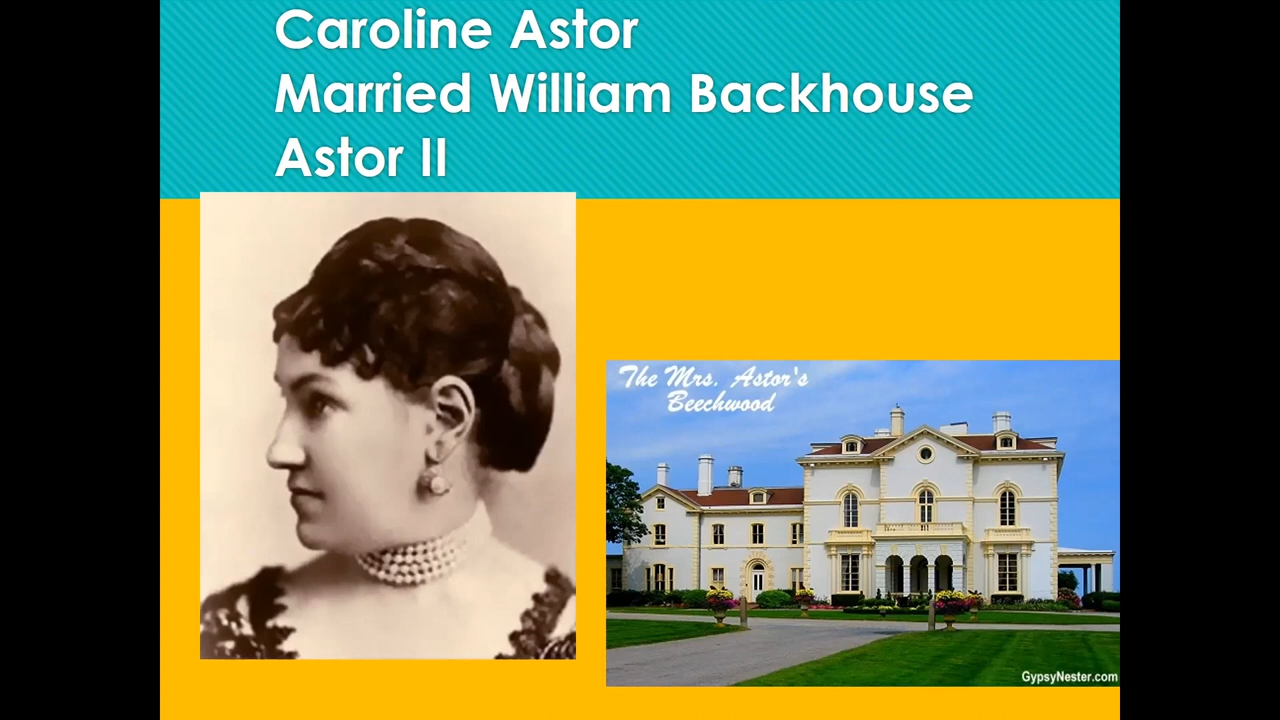 Caroline Astor
Married William Backhouse
Astor II
The Mrs. Astor's
Beechwood
GypsyNester.com